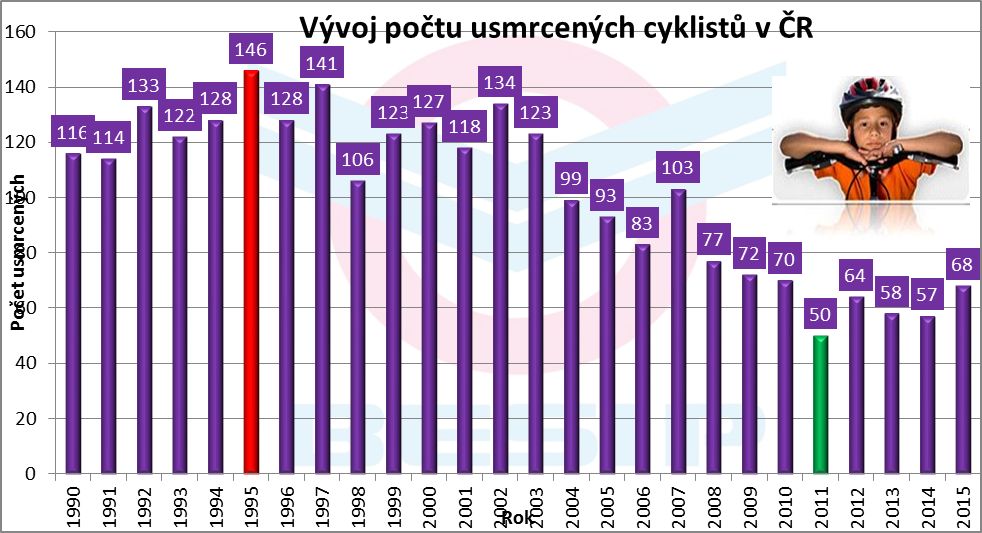 Vývoj počtu usmrcených cyklistů v ČR
Počet usmrcených
160
140
120
100
80
60
40
20
0
116 114 133 122 128 146 128 141 106 123 127 118 134 123 99 93 83 103 77 72 70 50 64 58 57 68
1990 1991 1992 1993 1994 1995 1996 1997 1998 1999 2000 2001 2002 2003 2004 2005 2006 2007 2008 2009 2010 2011 2012 2013 2014 2015
Rok
BESIP